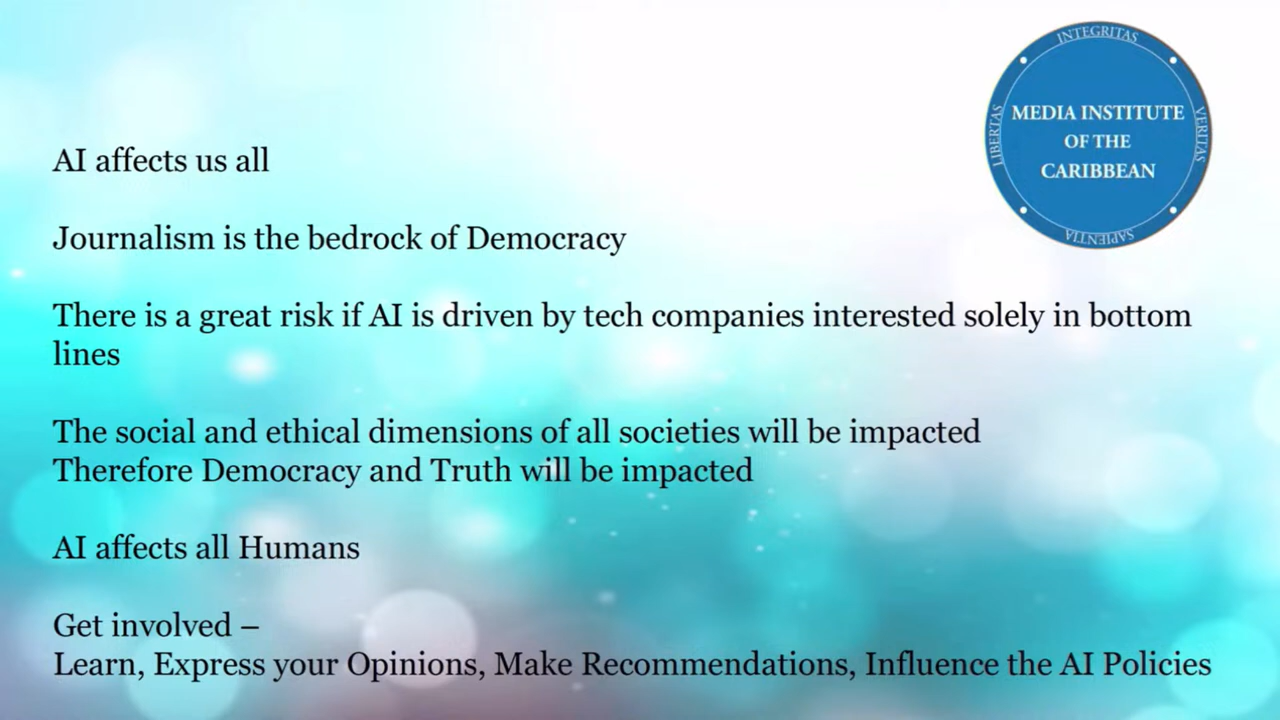 INTEGRITAS
LIBERTAS
VERITAS
SAPIENTIA
MEDIA INSTITUTE
OF THE
CARIBBEAN
AI affects us all
Journalism is the bedrock of Democracy
There is a great risk if AI is driven by tech companies interested solely in bottom
lines
The social and ethical dimensions of all societies will be impacted
Therefore Democracy and Truth will be impacted
AI affects all Humans
Get involved –
Learn, Express your Opinions, Make Recommendations, Influence the AI Policies